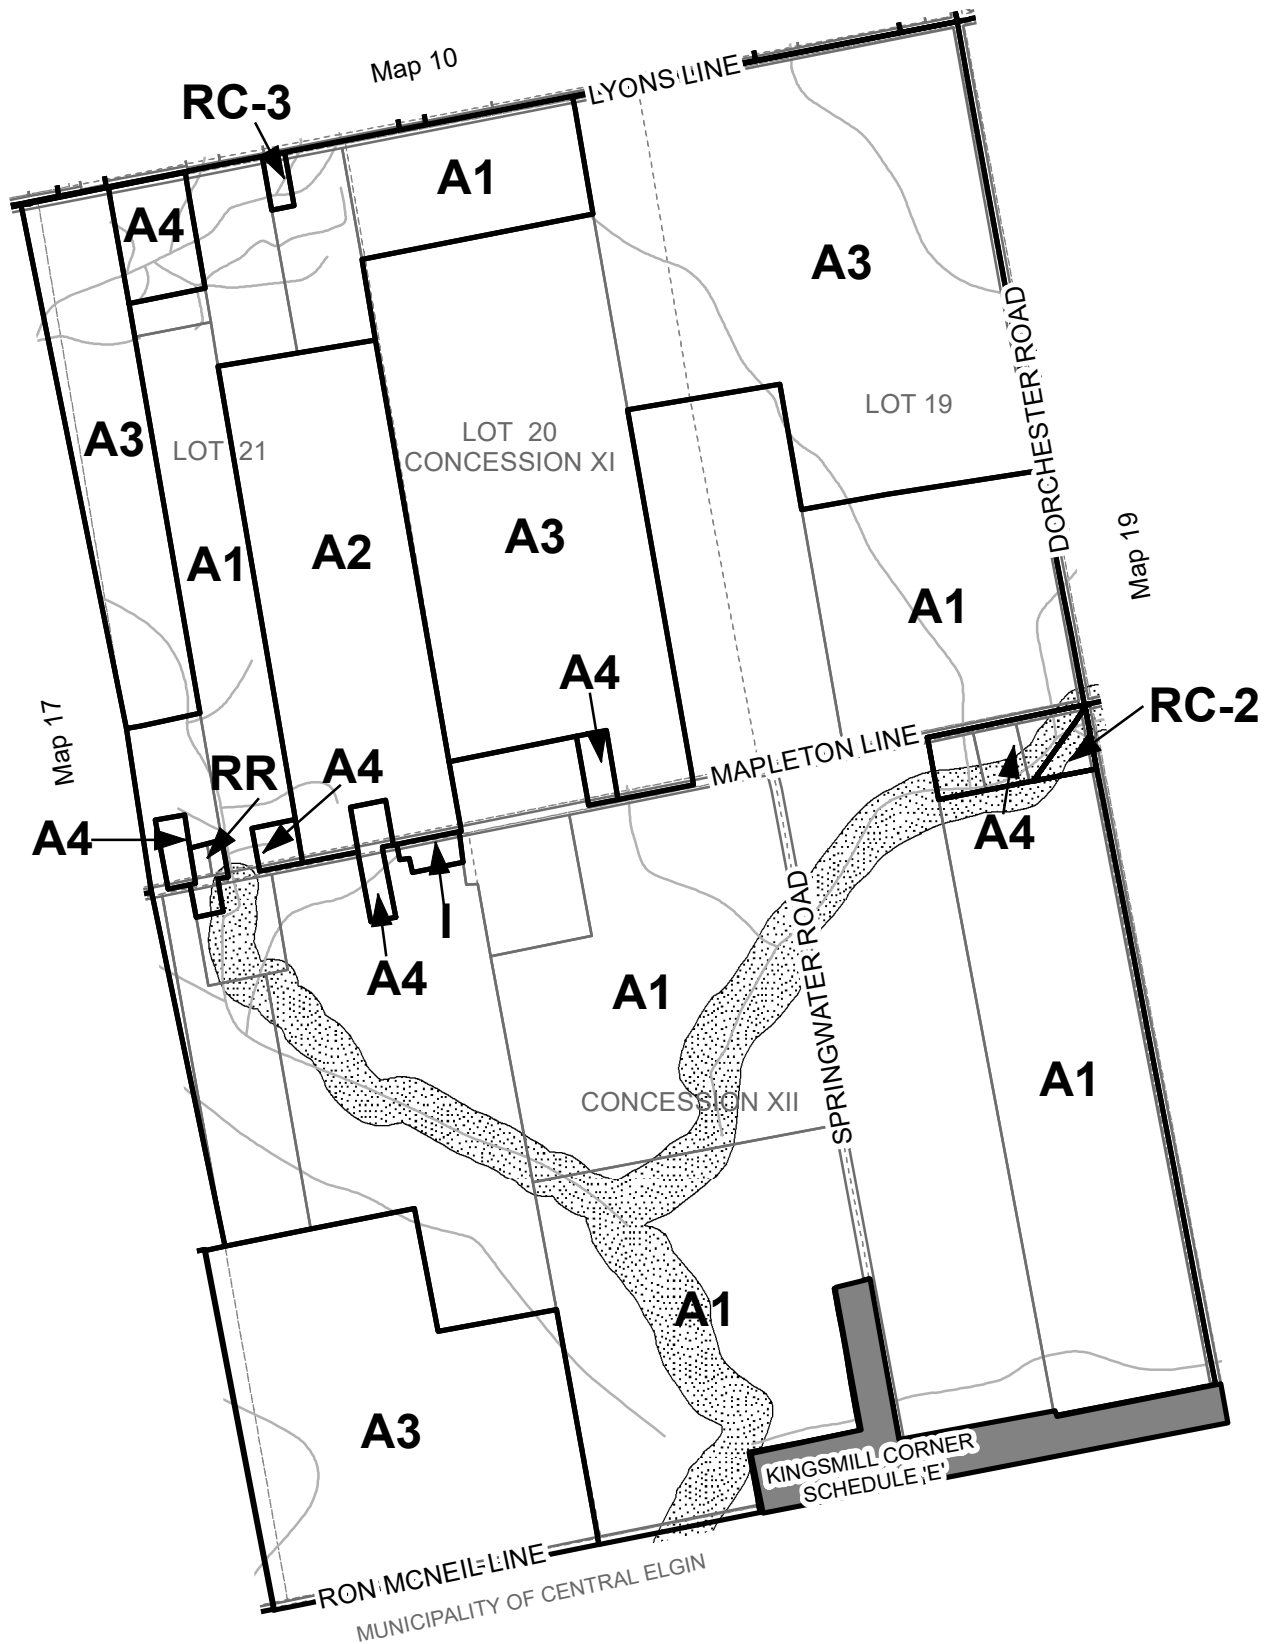 Map 10
LYONS LINE
RC-3
A1
A4
A3
DORCHESTER ROAD
LOT 19
A3
LOT 21
LOT 20
CONCESSION XI
A3
A1
A2
Map 19
A1
A4
RC-2
Map 17
MAPLETON LINE
RR
A4
A4
A4
I
A4
A1
SPRINGWATER ROAD
CONCESSION XII
A1
A1
A3
KINGSMILL CORNER
SCHEDULE 'E'
RON MCNEIL LINE
MUNICIPALITY OF CENTRAL ELGIN